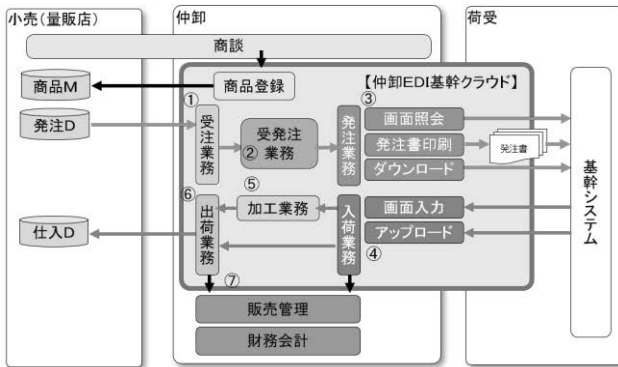 小売(量販店)
仲卸
荷受
商談
商品M
商品登録
【仲卸EDI基幹クラウド】
発注D
①
受注業務
②
受発注
業務
③
発注業務
画面照会
発注書印刷
ダウンロード
発注書
基幹システム
仕入D
⑥
出荷業務
⑤
加工業務
入荷業務
④
画面入力
アップロード
⑦
販売管理
財務会計